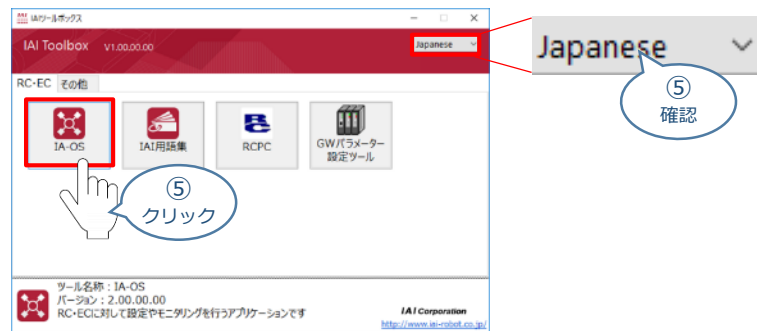 IAIツールボックス
IAI Toolbox V1.00.00.00
Japanese
RC・EC その他
IA-OS
IAI用語集
RCPC
GWパラメーター
設定ツール
⑤
クリック
Japanese
⑤
確認
ツール名称：IA-OS
バージョン：2.00.00.00
RC・ECに対して設定やモニタリングを行うアプリケーションです
IAI Corporation
http://www.iai-robot.co.jp/